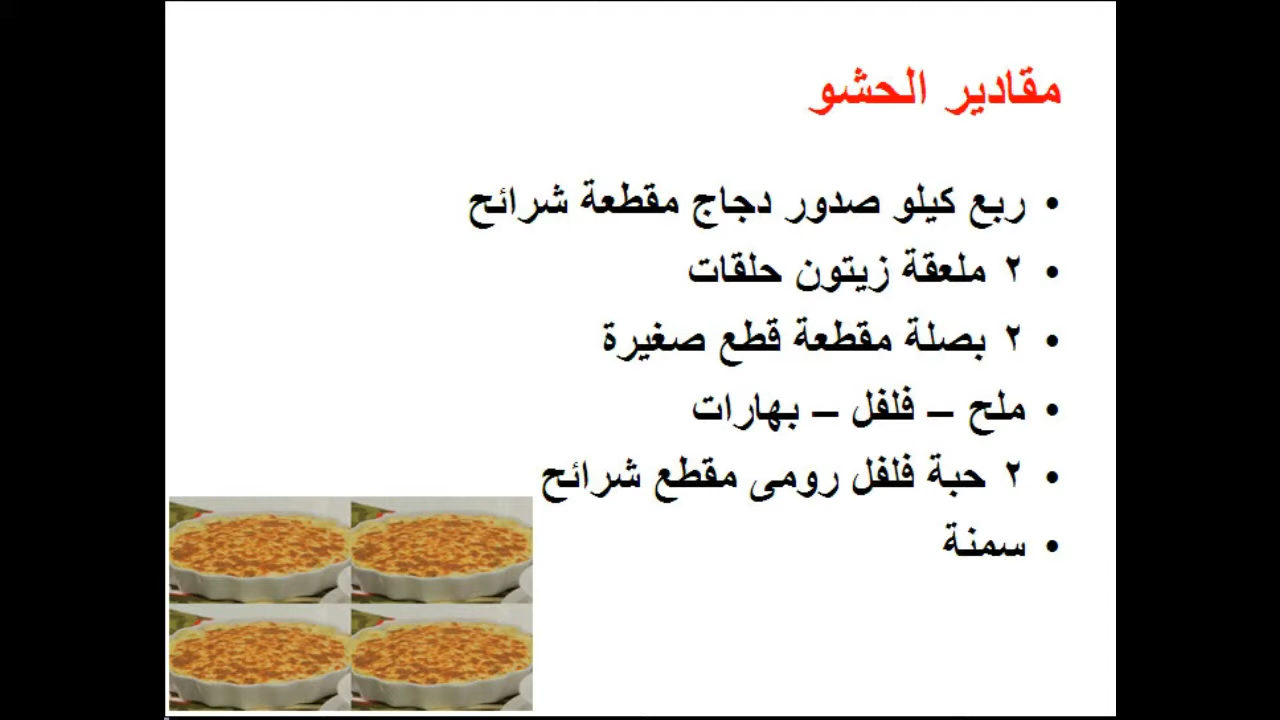 مقادير الحشو
• ربع كيلو صدور دجاج مقطعة شرائح
• ٢ ملعقة زيتون حلقات
• ٢ بصلة مقطعة قطع صغيرة
• ملح – فلفل – بهارات
• ٢ حبة فلفل رومى مقطع شرائح
• سمنة